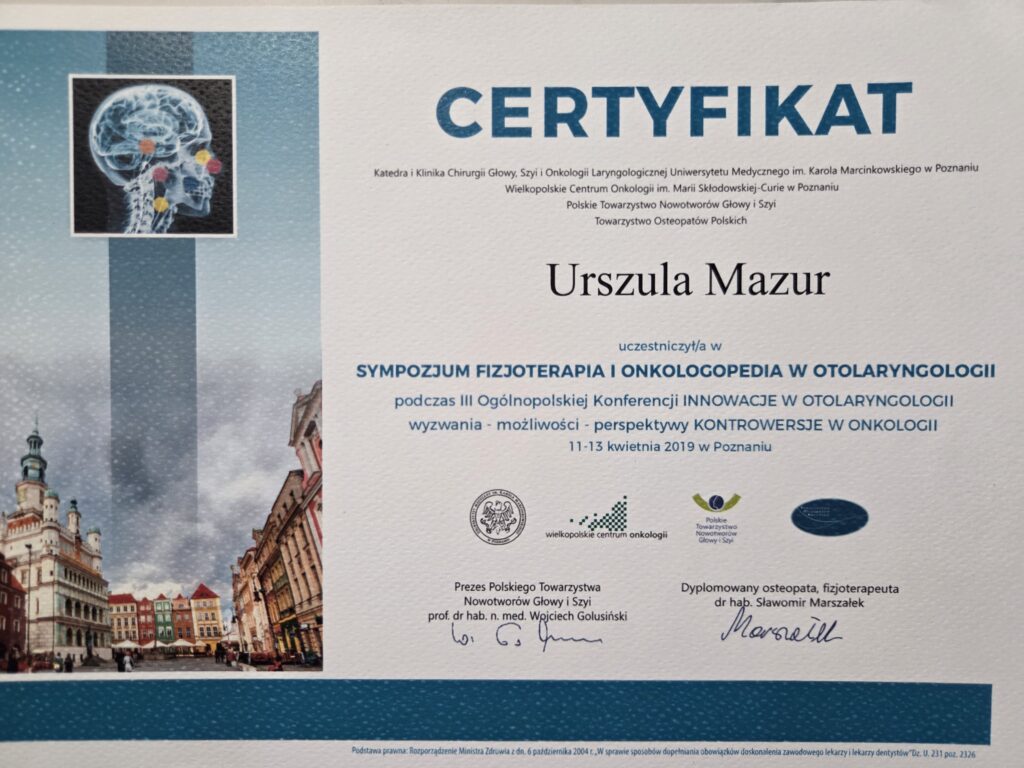 CERTYFIKAT
Katedra i Klinika Chirurgii Głowy, Szyi i Onkologii Laryngologicznej Uniwersytetu Medycznego im. Karola Marcinkowskiego w Poznaniu
Wielkopolskie Centrum Onkologii im. Marii Skłodowskiej-Curie w Poznaniu
Polskie Towarzystwo Nowotworów Głowy i Szyi
Towarzystwo Osteopatów Polskich
Urszula Mazur
uczestniczył/a w
SYMPOZJUM FIZJOTERAPIA I ONKOLOGOPEDIA W OTOLARYNGOLOGII
podczas III Ogólnopolskiej Konferencji INNOWACJE W OTOLARYNGOLOGII
wyzwania - możliwości - perspektywy KONTROWERSJE W ONKOLOGII
11-13 kwietnia 2019 w Poznaniu
wielkopolskie centrum onkologii
Polskie
Towarzystwo
Nowotworów
Głowy i Szyi
Prezes Polskiego Towarzystwa
Nowotworów Głowy i Szyi
prof. dr hab. n. med. Wojciech Golusiński
Dyplomowany osteopata, fizjoterapeuta
dr hab. Sławomir Marszałek
Marszałek
Podstawa prawna: Rozporządzenie Ministra Zdrowia z dn. 6 października 2004 r. „W sprawie sposobów dopełniania obowiązków doskonalenia zawodowego lekarzy i lekarzy dentystów" Dz. U. 231 poz. 2326.